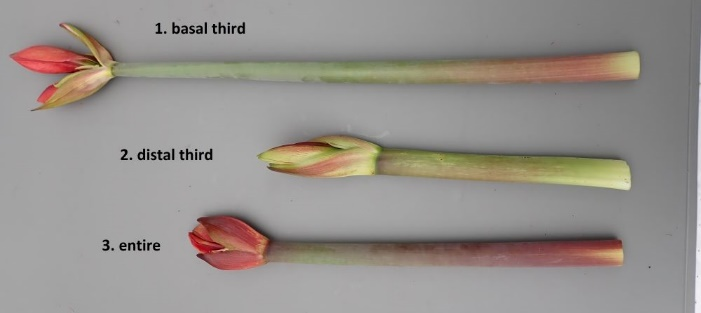 1. basal third
2. distal third
3. entire